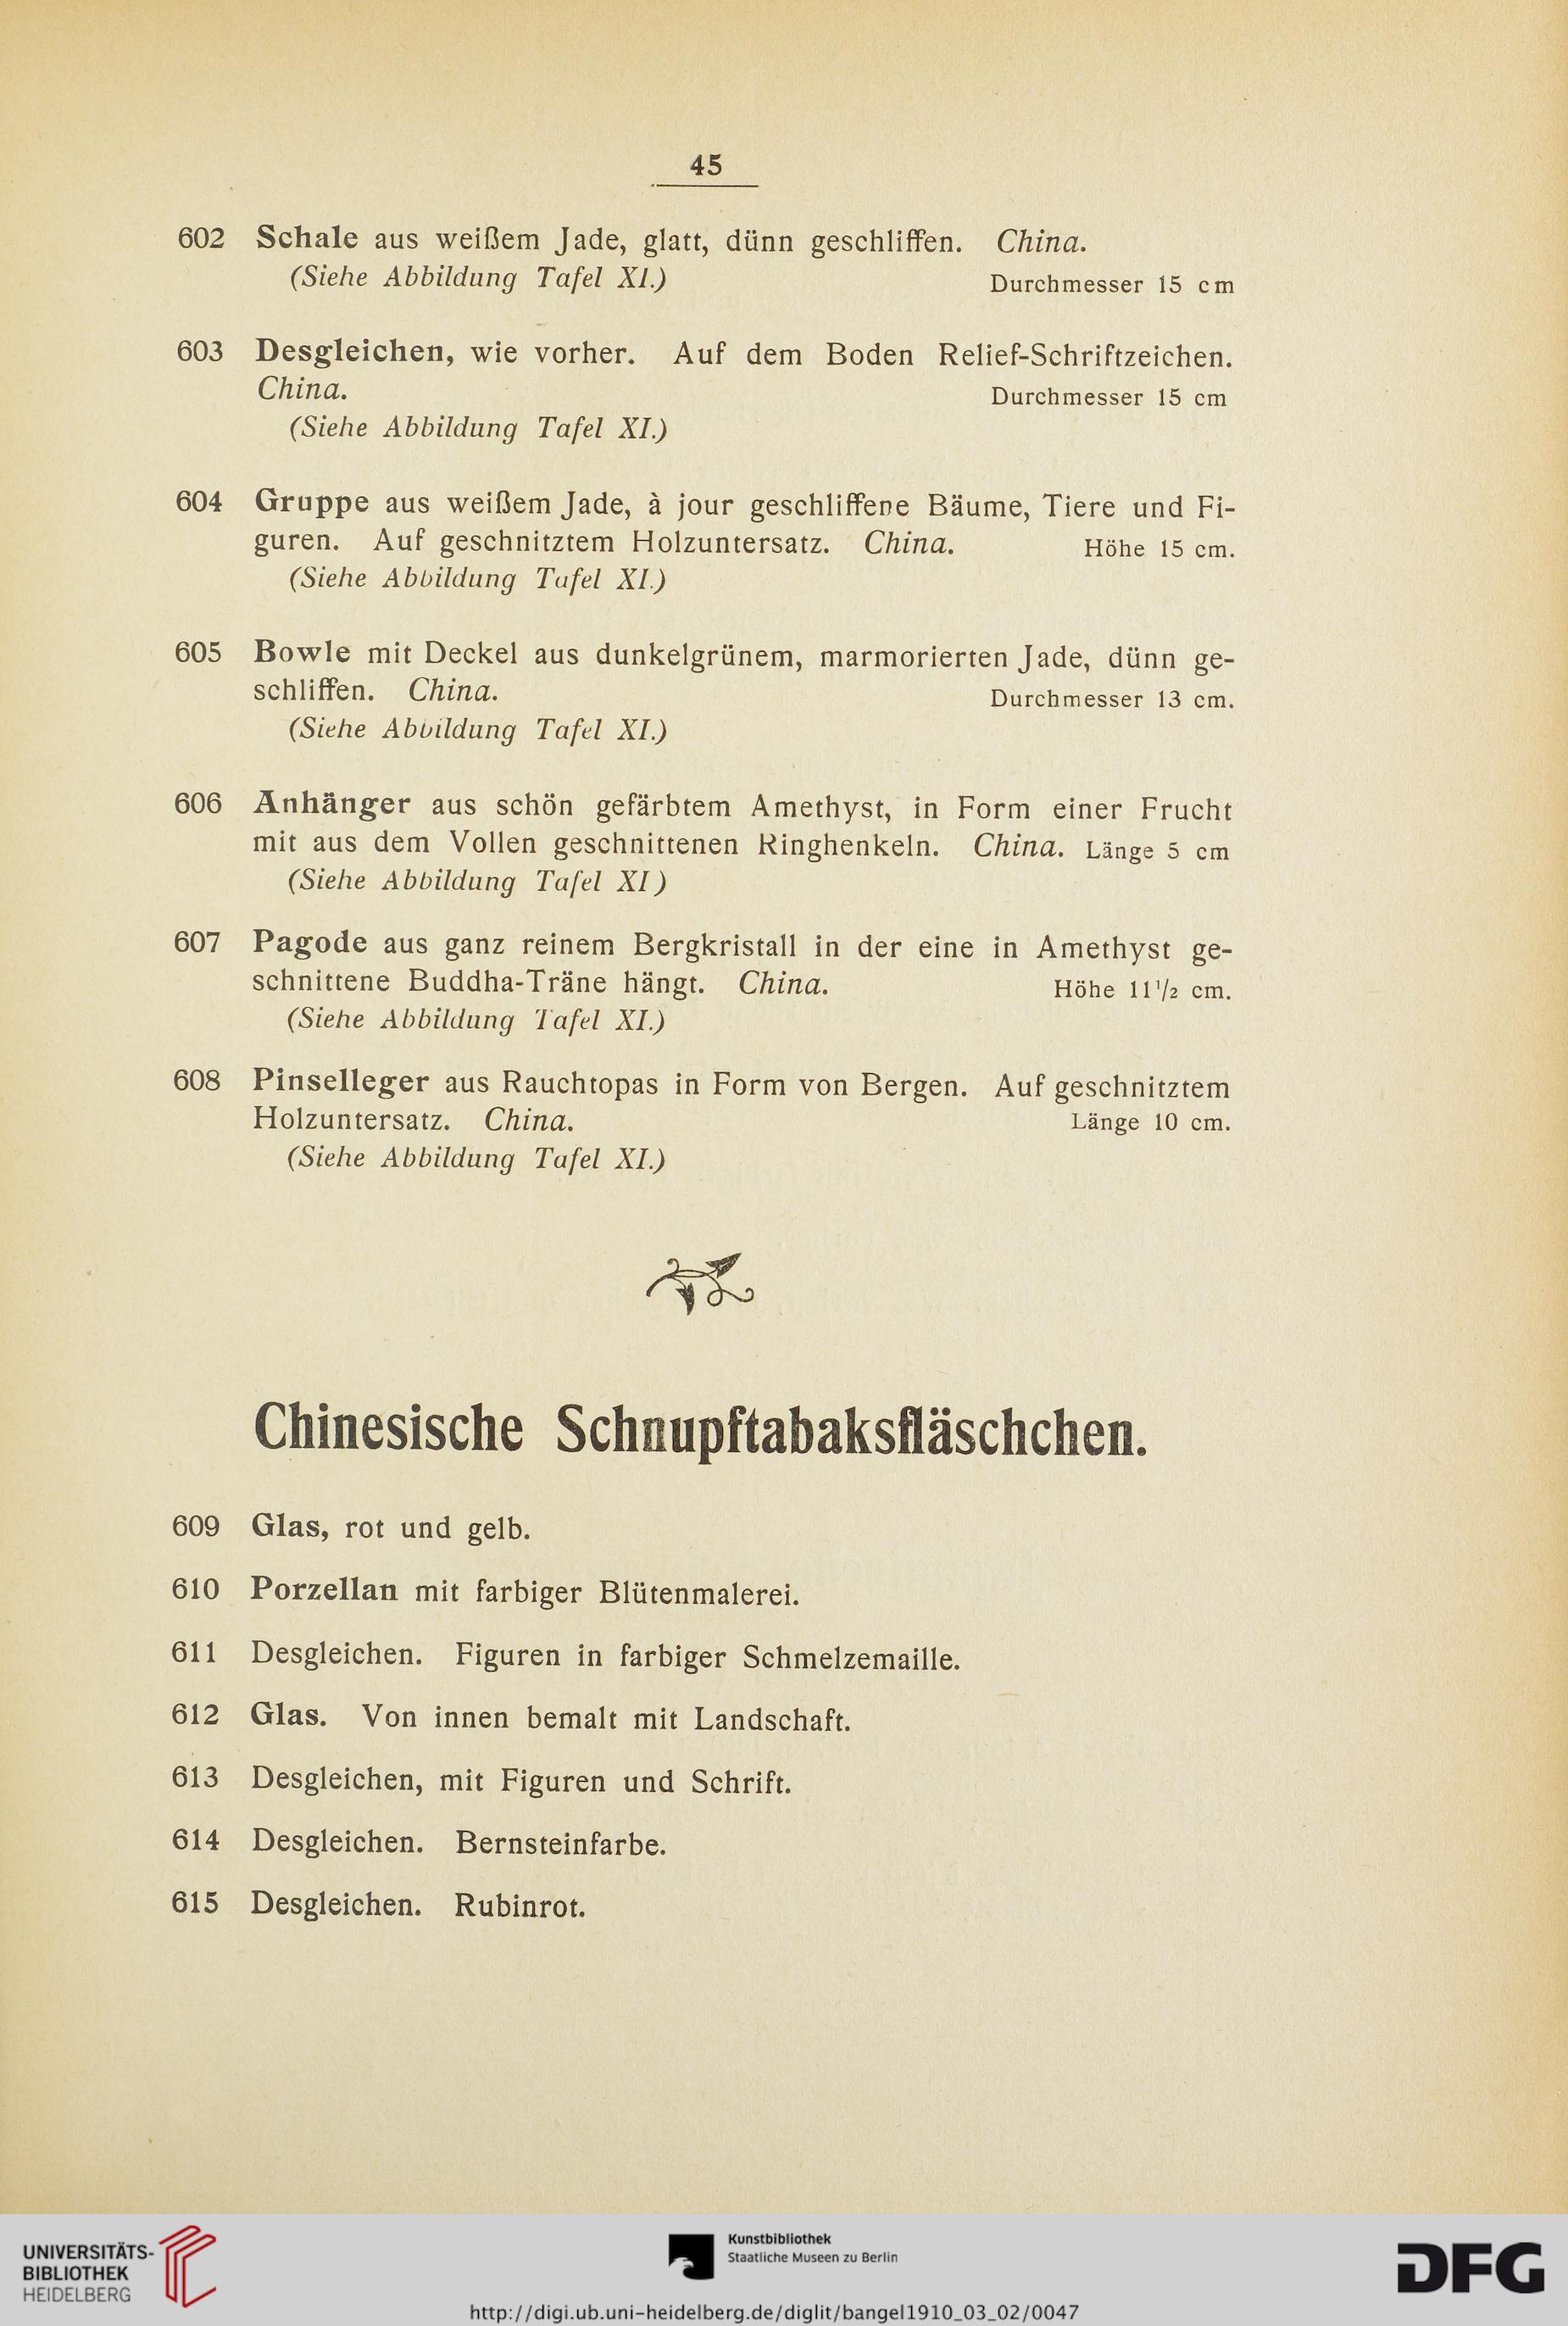 45
602 Schale aus weißem Jade, glatt, dünn geschliffen. China.
(Siehe Abbildung Tafel XI.) Durchmesser 15 cm
603 Desgleichen, wie vorher. Auf dem Boden Relief-Schriftzeichen.
China. Durchmesser 15 cm
(Siehe Abbildung Tafel XI.)
604 Gruppe aus weißem Jade, à jour geschliffene Bäume, Tiere und Fi-
guren. Auf geschnitztem Holzuntersatz. China. Höhe 15 cm.
(Siehe Abbildung Tafel XI.)
605 Bowle mit Deckel aus dunkelgrünem, marmorierten Jade, dünn ge-
schliffen. China. Durchmesser 13 cm.
(Siehe Abbildung Tafel XI.)
606 Anhänger aus schön gefärbtem Amethyst, in Form einer Frucht
mit aus dem Vollen geschnittenen Ringhenkeln. China. Länge 5 cm
(Siehe Abbildung Tafel XI)
607 Pagode aus ganz reinem Bergkristall in der eine in Amethyst ge-
schnittene Buddha-Träne hängt. China. Höhe 11 1/2 cm.
(Siehe Abbildung Tafel XI.)
608 Pinselleger aus Rauchtopas in Form von Bergen. Auf geschnitztem
Holzuntersatz. China. Länge 10 cm.
(Siehe Abbildung Tafel XI.)
Chinesische Schnupftabaksfläschchen.
609 Glas, rot und gelb.
610 Porzellan mit farbiger Blütenmalerei.
611 Desgleichen. Figuren in farbiger Schmelzemaille.
612 Glas. Von innen bemalt mit Landschaft.
613 Desgleichen, mit Figuren und Schrift.
614 Desgleichen. Bernsteinfarbe.
615 Desgleichen. Rubinrot.
UNIVERSITÄTS-
BIBLIOTHEK
HEIDELBERG
Kunstbibliothek
Staatliche Museen zu Berlin
DFG
http://digi.ub.uni-heidelberg.de/diglit/bangel1910_03_02/0047